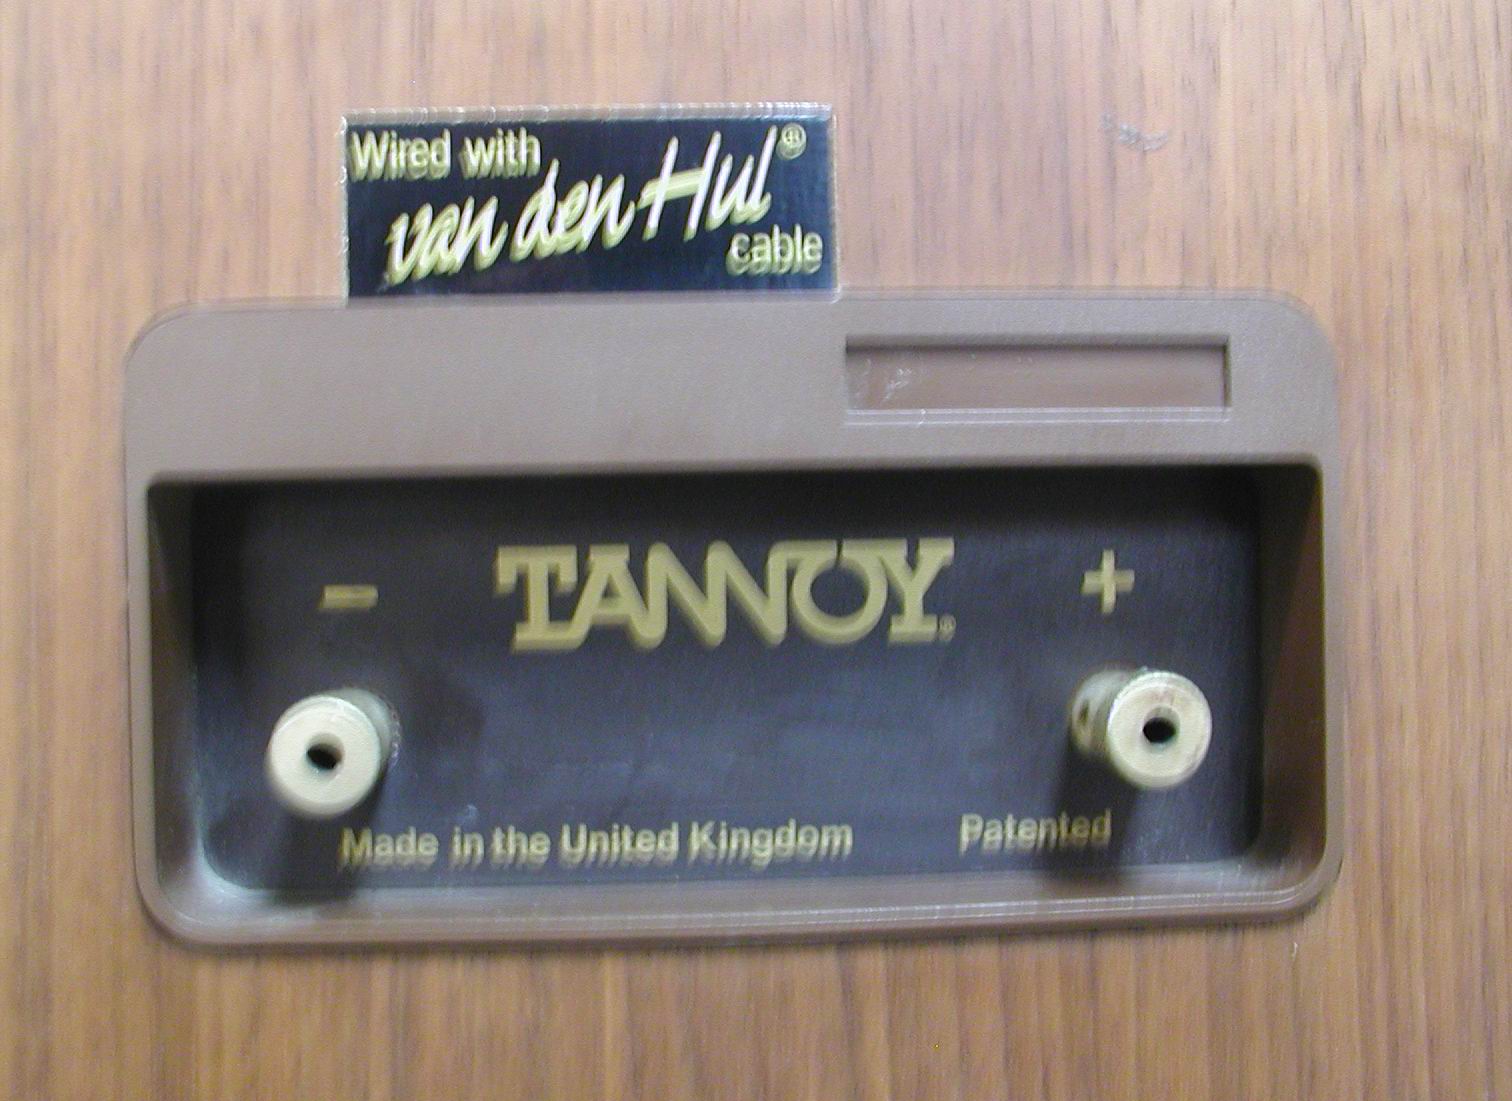 Wired with
van den Hul®
cable
− TANNOY® +
Made in the United Kingdom Patented